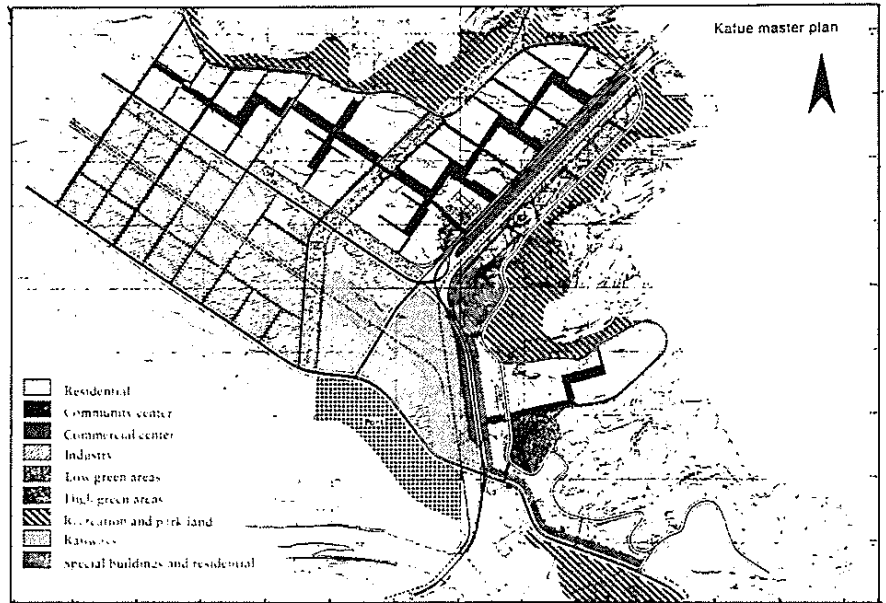 Kafue master plan
Residential
Community center
Commercial center
Industry
Low green areas
High green areas
Recreation and park land
Railways
Special buildings and residential